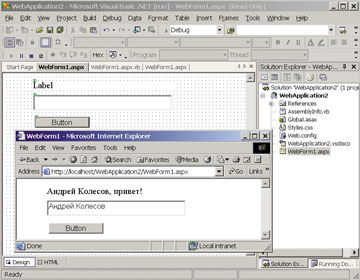 WebApplication2 - Microsoft Visual Basic .NET [run] - WebForm1.aspx [Read Only]
File Edit View Project Build Debug Data Format Table Insert Frames
Tools Window Help
Debug
Program
Start Page WebForm1.aspx WebForm1.aspx.vb WebForm1.aspx
Label
Button
Solution Explorer - WebApplication2
Solution 'WebApplication2' (1 proj
WebApplication2
References
AssemblyInfo.vb
Global.asax
Styles.css
Web.config
WebApplication2.vsdisco
WebForm1.aspx
WebForm1 - Microsoft Internet Explorer
File Edit View Favorites Tools Help
Back Search Favorites History
Address http://localhost/WebApplication2/WebForm1.aspx Go Links
Андрей Колесов, привет!
Андрей Колесов
Button
Done Local intranet
Design HTML
Solution Ex... Running Do...
Ready